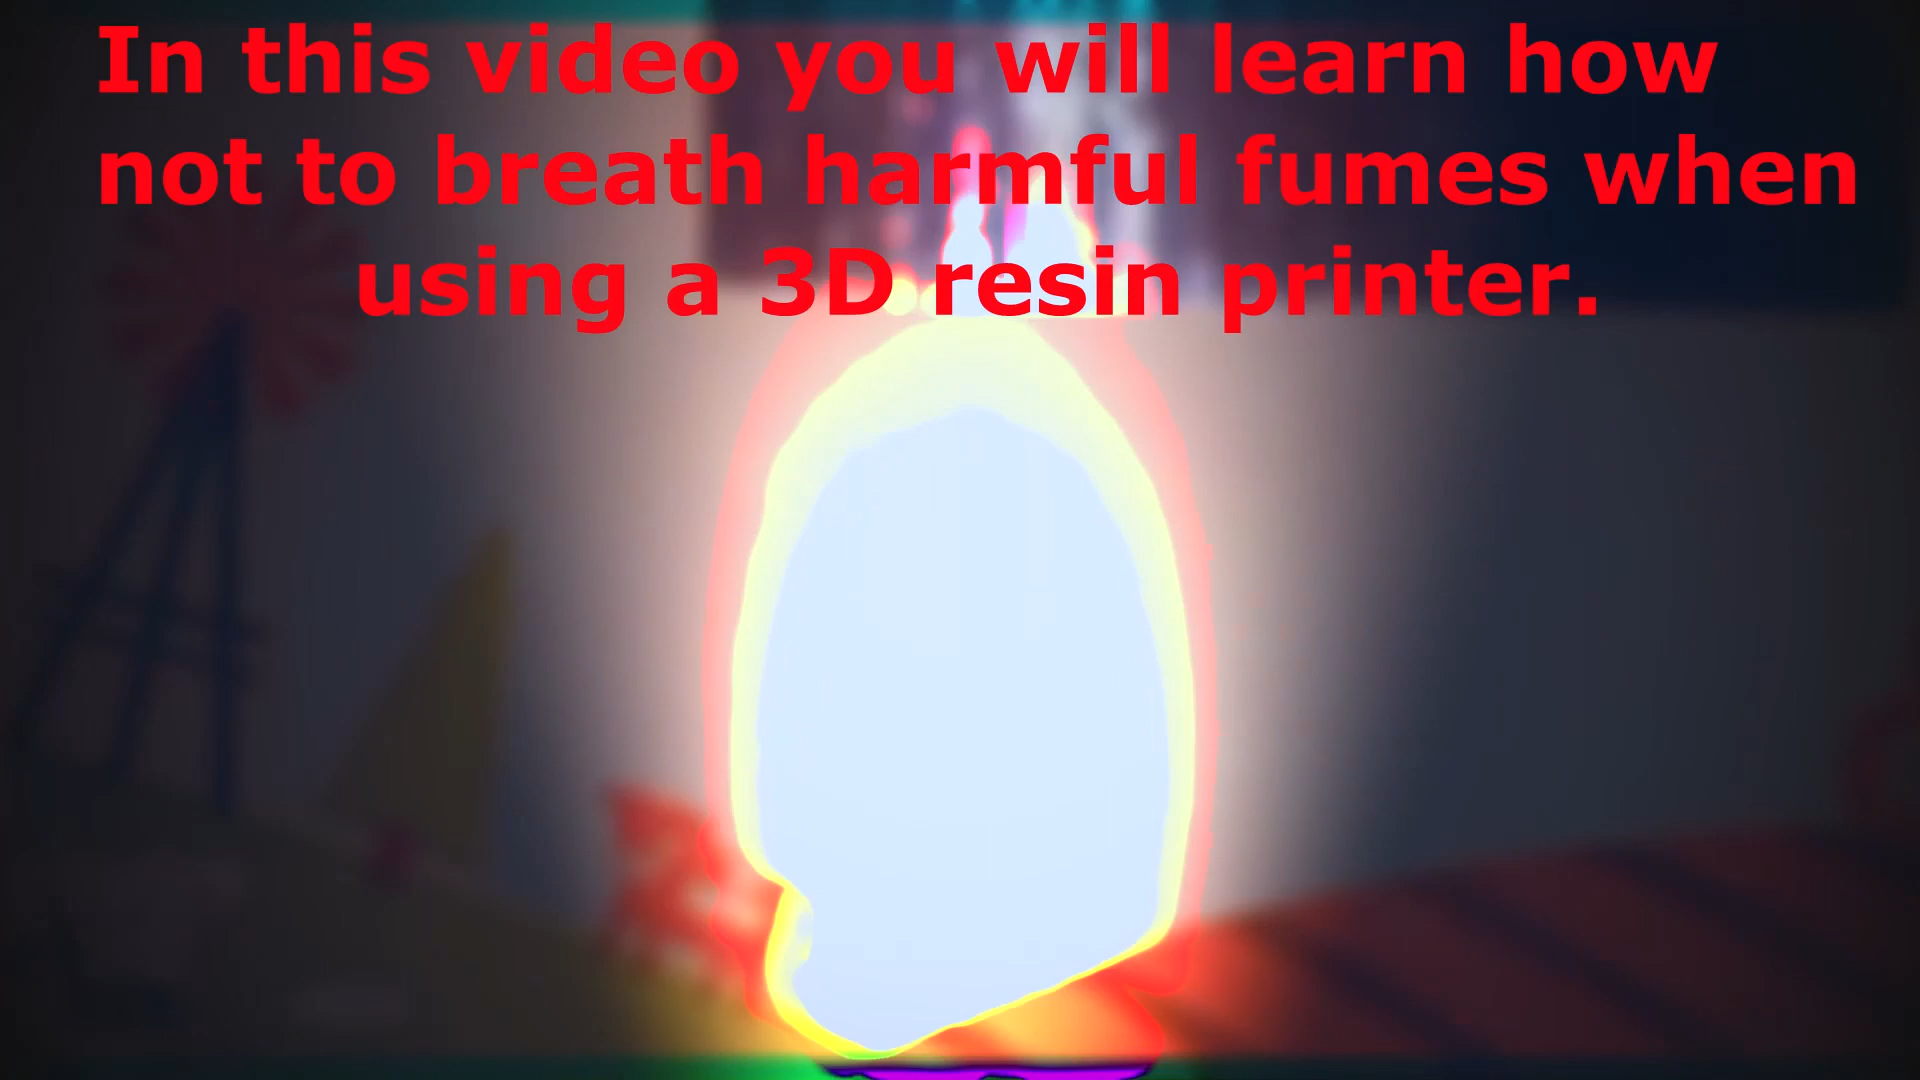 In this video you will learn how
not to breath harmful fumes when
using a 3D resin printer.